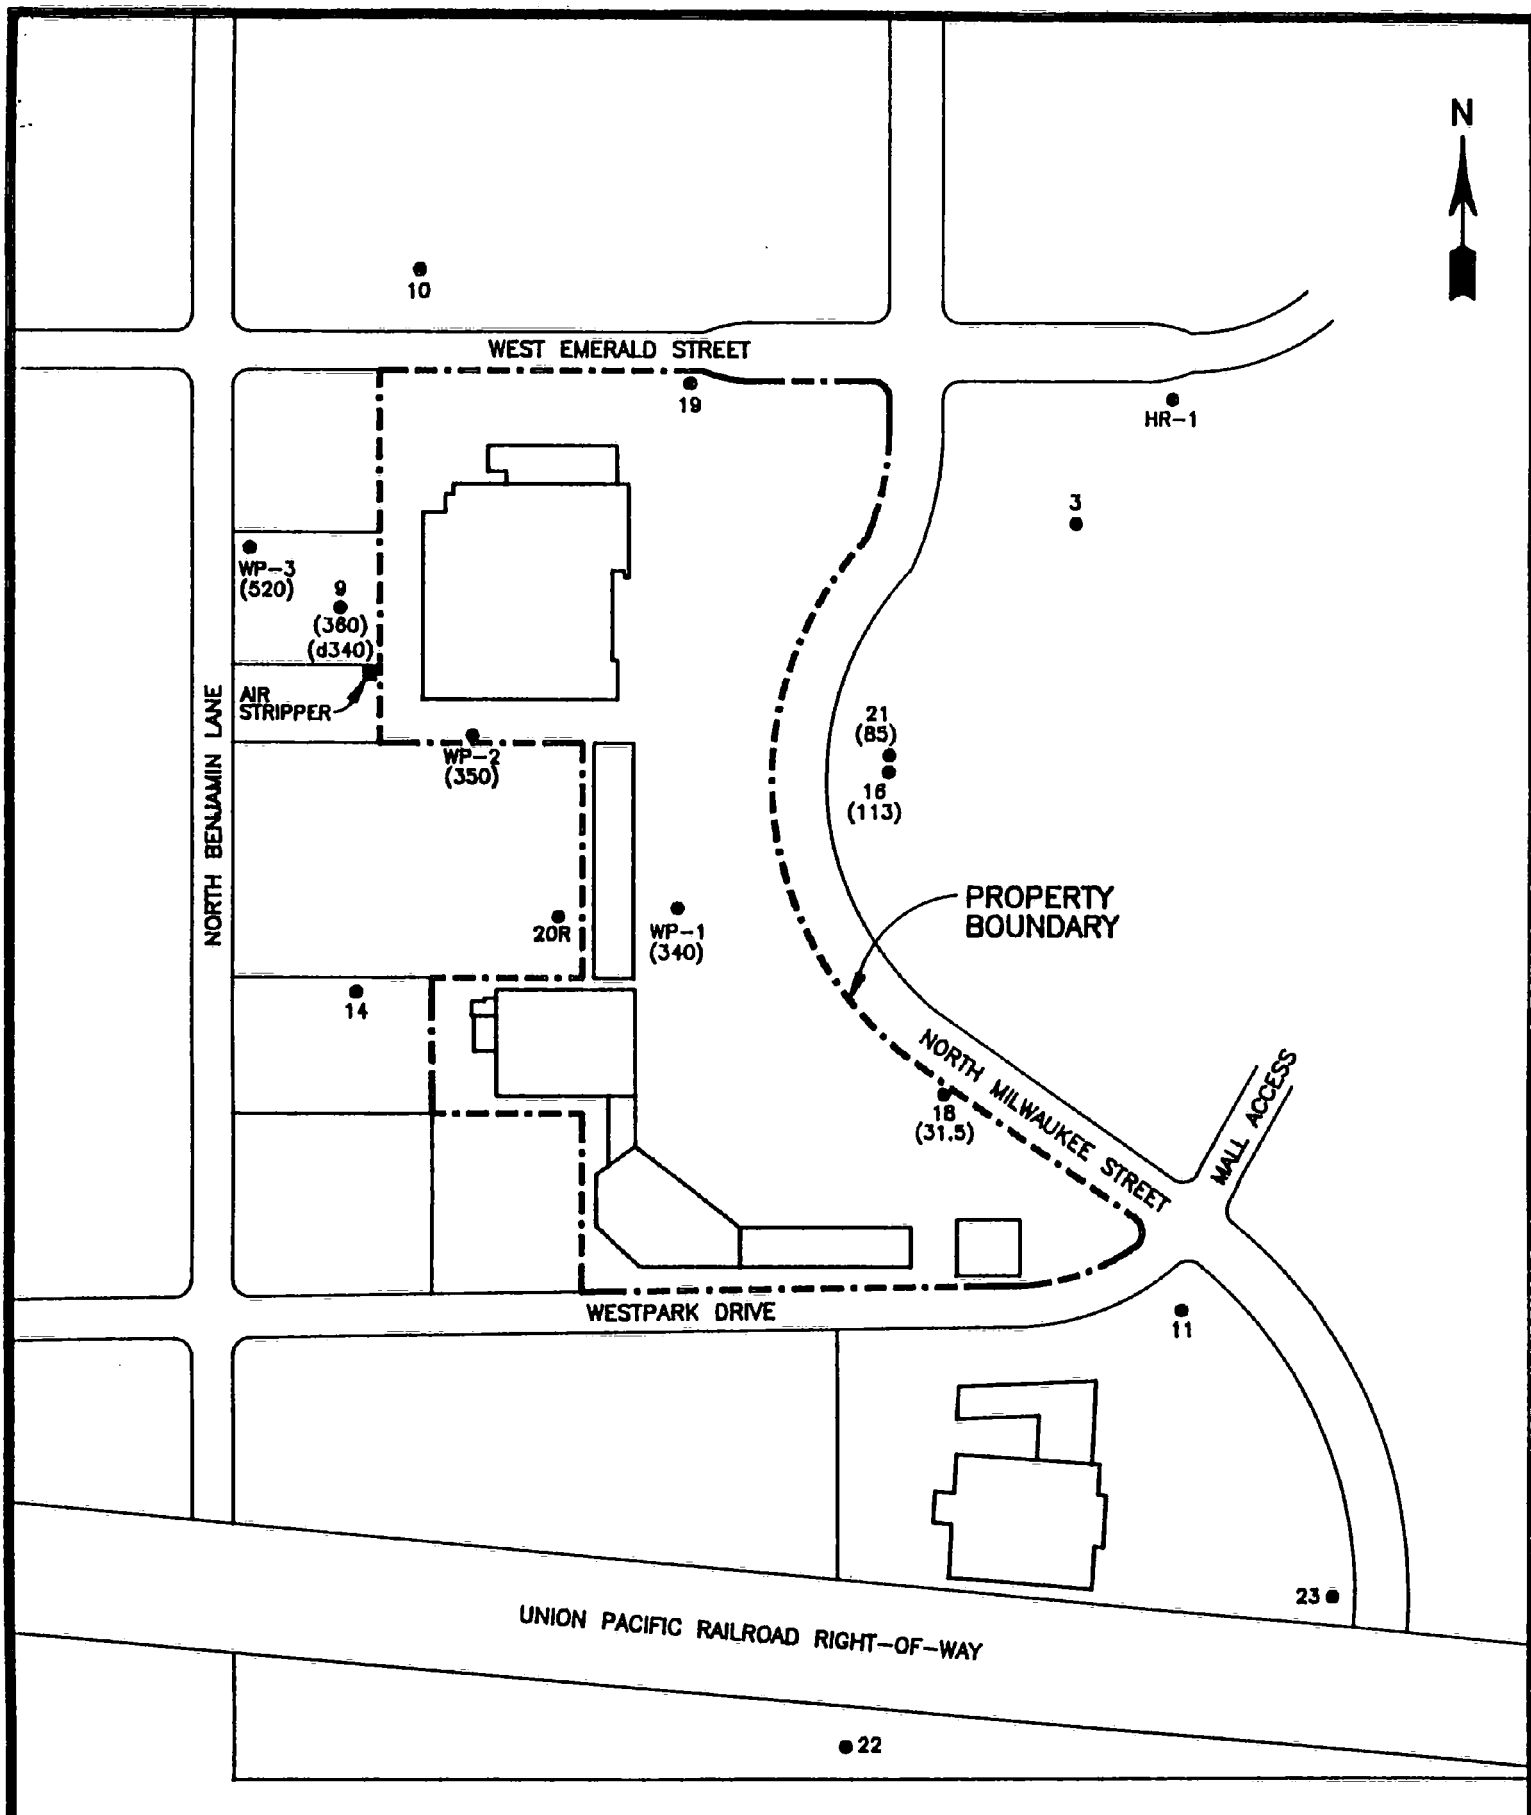 N
10
WEST EMERALD STREET
19
HR-1
3
WP-3
(520)
9
(360)
(d340)
AIR
STRIPPER
WP-2
(350)
21
(85)
16
(113)
NORTH BENJAMIN LANE
PROPERTY
BOUNDARY
20R
WP-1
(340)
14
NORTH MILWAUKEE STREET
MALL ACCESS
18
(31.5)
WESTPARK DRIVE
11
23
UNION PACIFIC RAILROAD RIGHT-OF-WAY
22